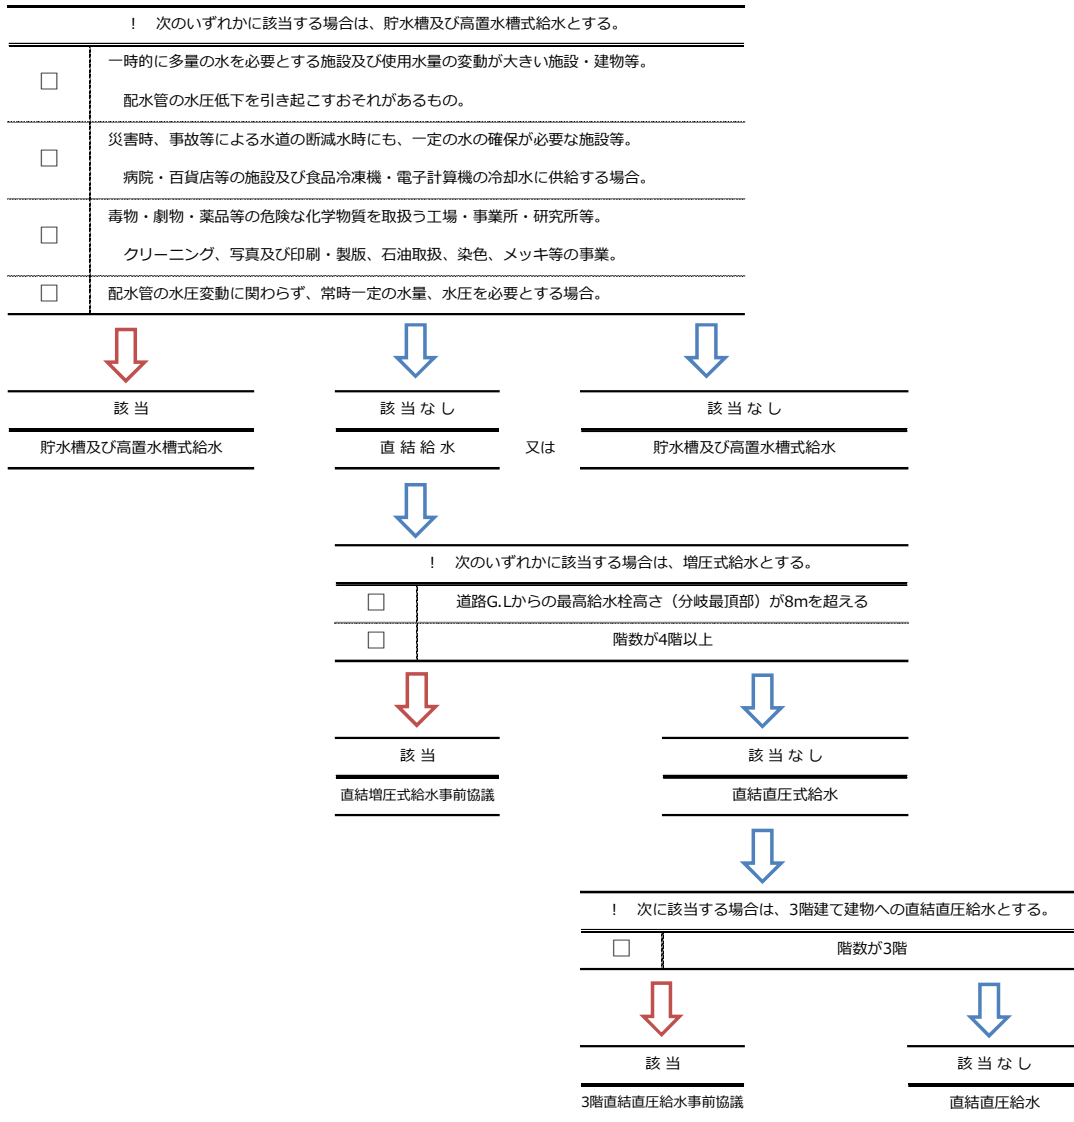 ！　次のいずれかに該当する場合は、貯水槽及び高置水槽式給水とする。
□　一時的に多量の水を必要とする施設及び使用水量の変動が大きい施設・建物等。
配水管の水圧低下を引き起こすおそれがあるもの。
□　災害時、事故等による水道の断減水時にも、一定の水の確保が必要な施設等。
病院・百貨店等の施設及び食品冷凍機・電子計算機の冷却水に供給する場合。
□　毒物・劇物・薬品等の危険な化学物質を取扱う工場・事業所・研究所等。
クリーニング、写真及び印刷・製版、石油取扱、染色、メッキ等の事業。
□　配水管の水圧変動に関わらず、常時一定の水量、水圧を必要とする場合。
該当　該当なし　該当なし
貯水槽及び高置水槽式給水　直結給水　又は　貯水槽及び高置水槽式給水
！　次のいずれかに該当する場合は、増圧式給水とする。
□　道路G.Lからの最高給水栓高さ（分岐最頂部）が8mを超える
□　階数が4階以上
該当　該当なし
直結増圧式給水事前協議　直結直圧式給水
！　次に該当する場合は、3階建て建物への直結直圧給水とする。
□　階数が3階
該当　該当なし
3階直結直圧給水事前協議　直結直圧給水